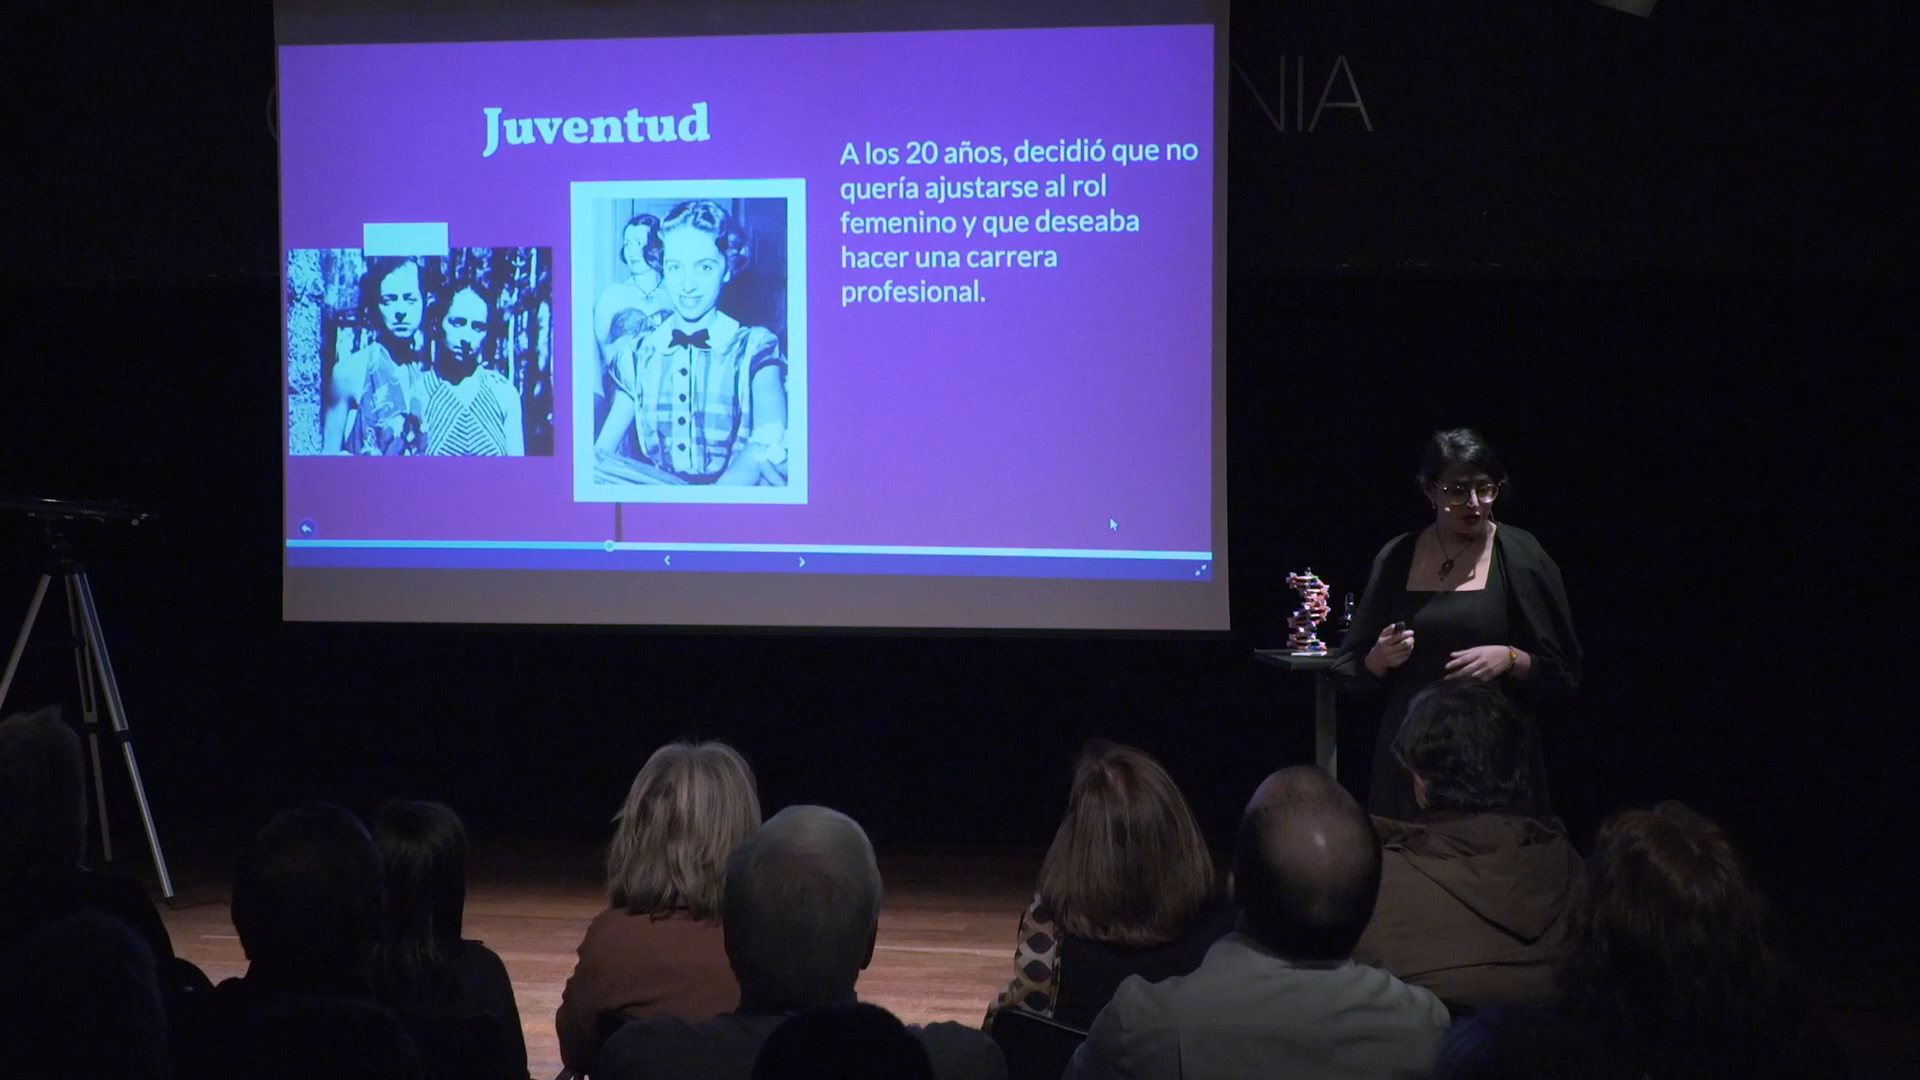 Juventud
A los 20 años, decidió que no
quería ajustarse al rol
femenino y que deseaba
hacer una carrera
profesional.
NIA